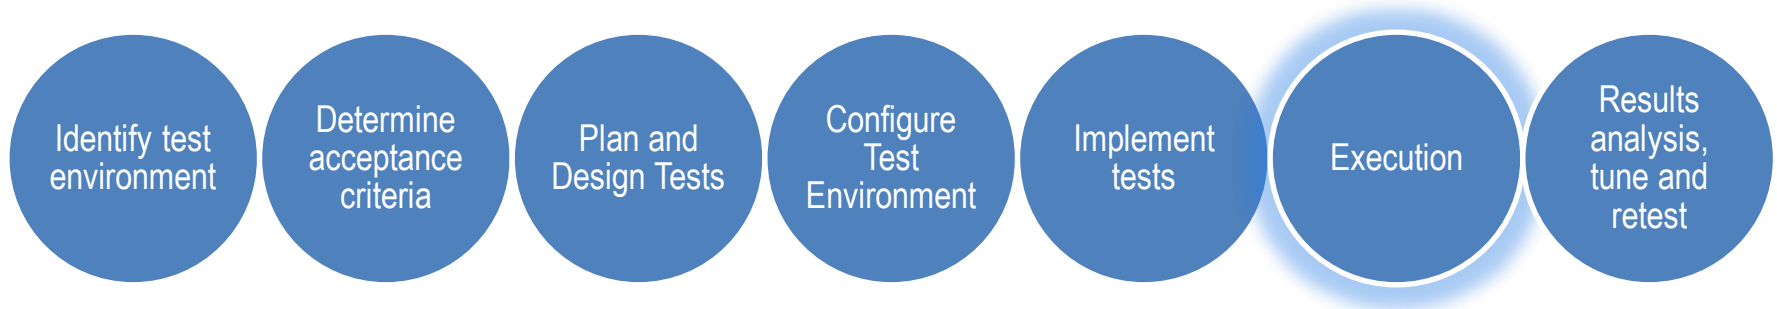 Identify test
environment
Determine
acceptance
criteria
Plan and
Design Tests
Configure
Test
Environment
Implement
tests
Execution
Results
analysis,
tune and
retest